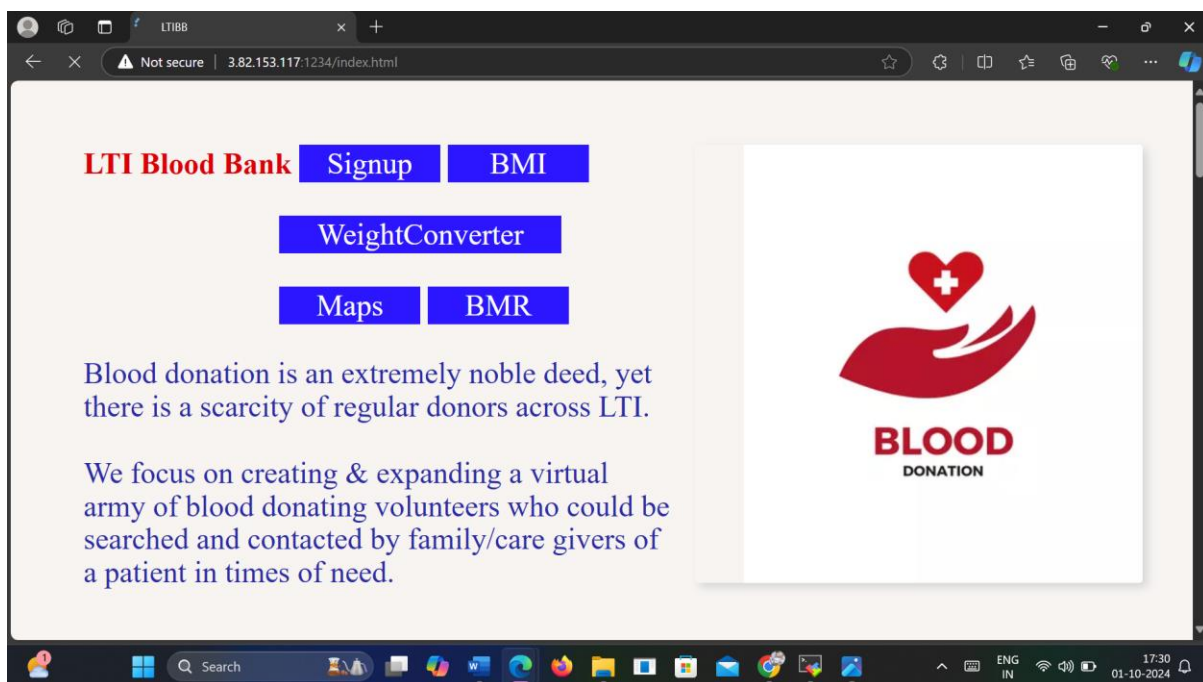 LTIBB
Not secure | 3.82.153.117:1234/index.html
LTI Blood Bank Signup BMI
WeightConverter
Maps BMR
Blood donation is an extremely noble deed, yet
there is a scarcity of regular donors across LTI.
We focus on creating & expanding a virtual
army of blood donating volunteers who could be
searched and contacted by family/care givers of
a patient in times of need.
BLOOD
DONATION
1
Search
ENG
IN
17:30
01-10-2024